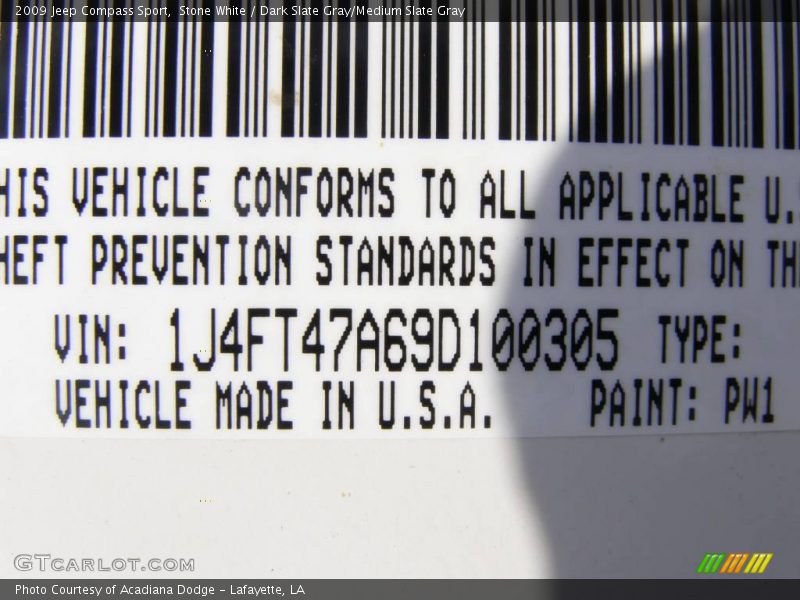 2009 Jeep Compass Sport, Stone White / Dark Slate Gray/Medium Slate Gray
HIS VEHICLE CONFORMS TO ALL APPLICABLE U.
HEFT PREVENTION STANDARDS IN EFFECT ON TH
VIN: 1J4FT47A69D100305 TYPE:
VEHICLE MADE IN U.S.A. PAINT: PW1
GTCARLOT.COM
Photo Courtesy of Acadiana Dodge - Lafayette, LA